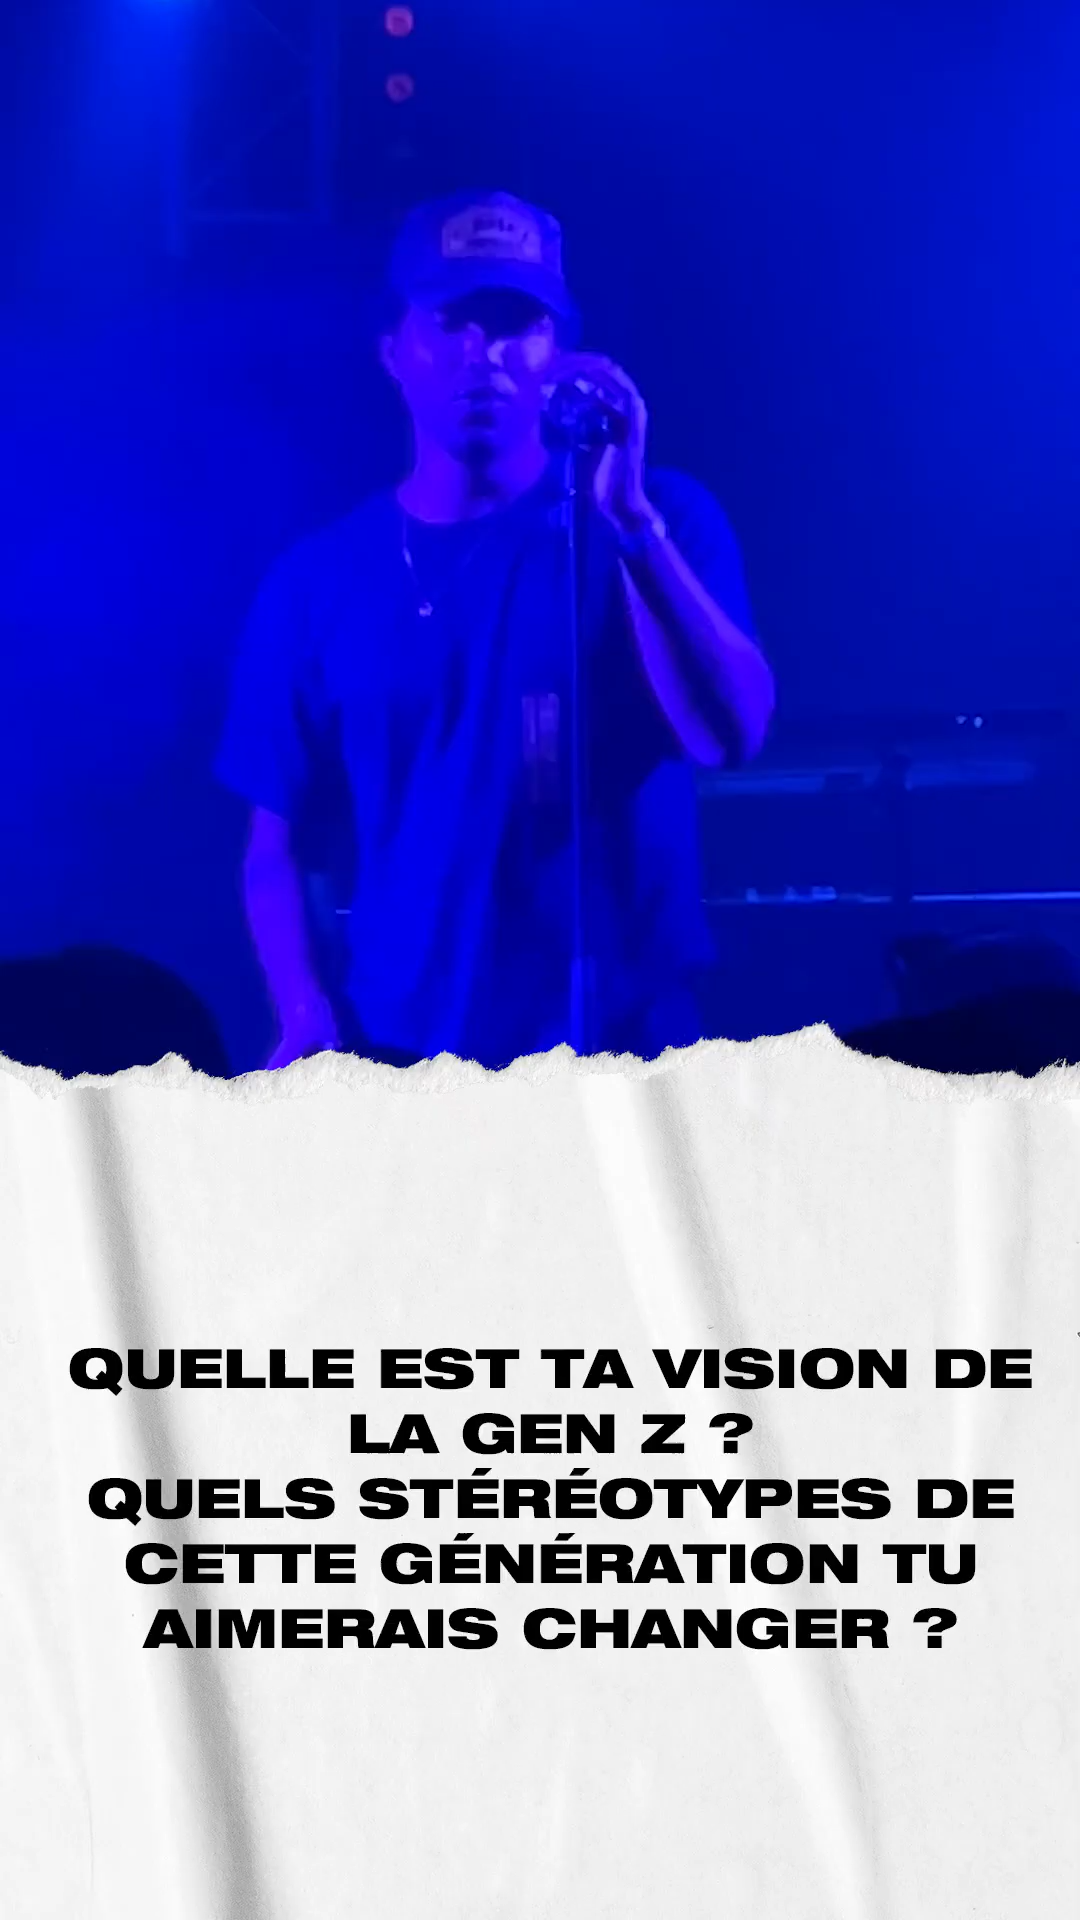 QUELLE EST TA VISION DE
LA GEN Z ?
QUELS STÉRÉOTYPES DE
CETTE GÉNÉRATION TU
AIMERAIS CHANGER ?